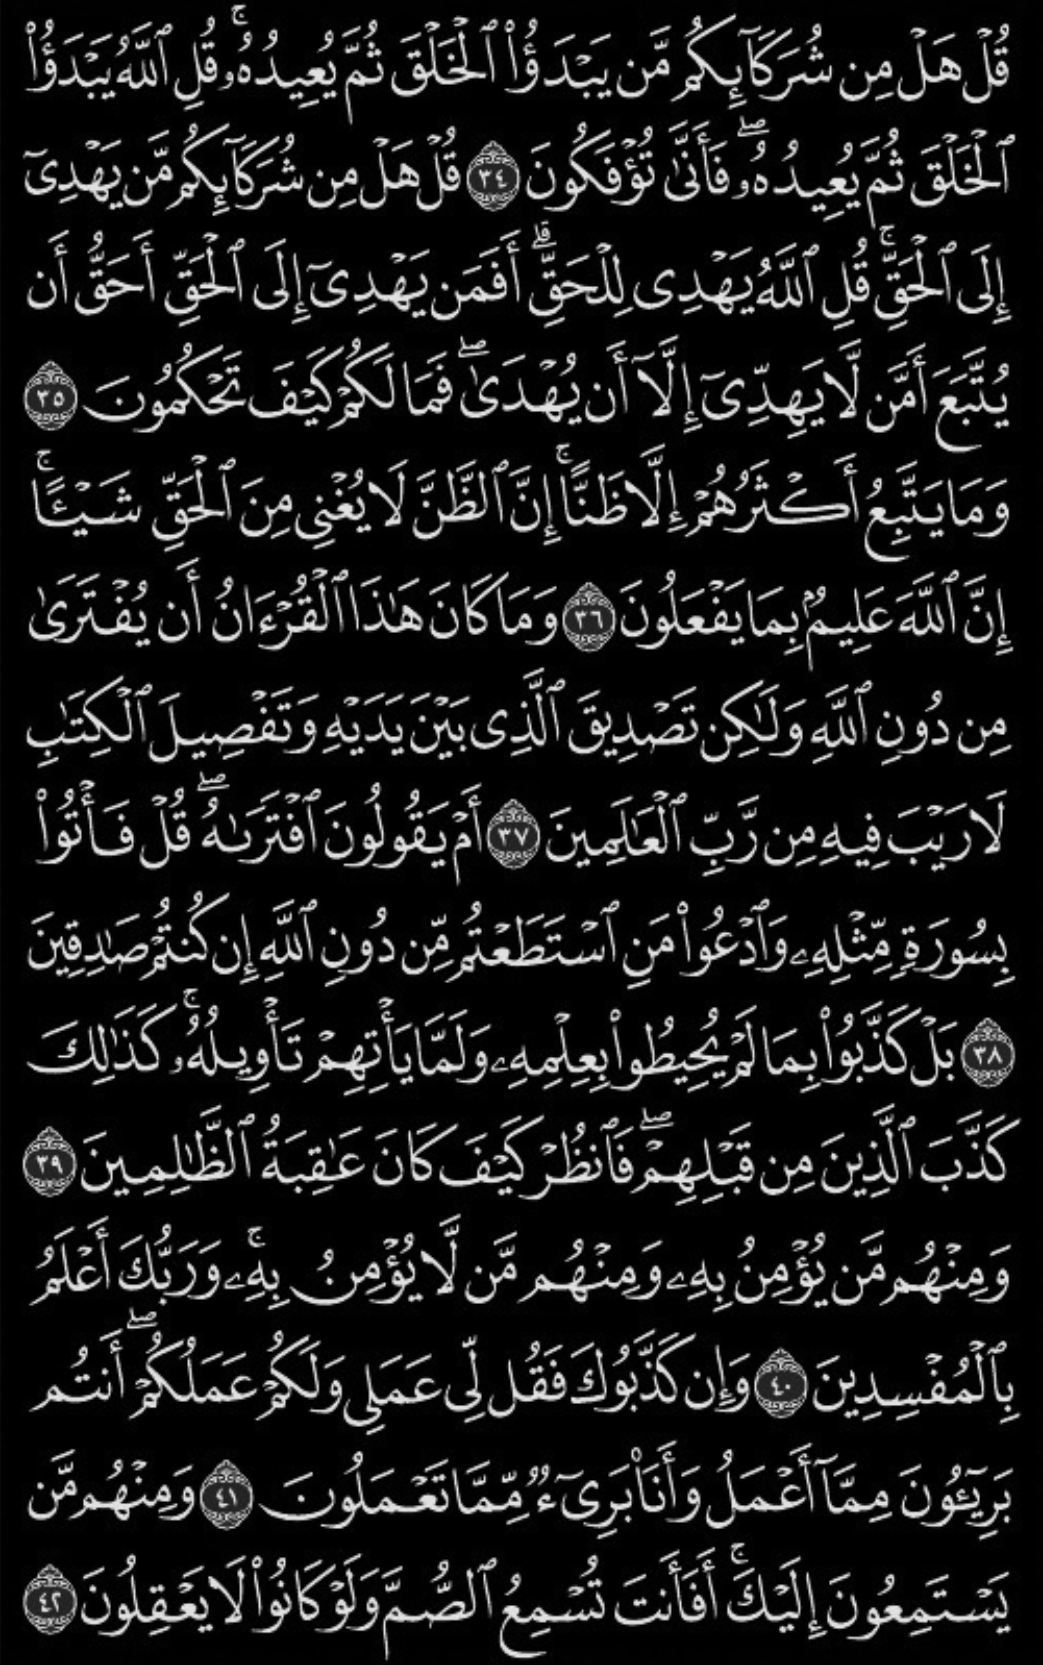 قُلْ هَلْ مِن شُرَكَآئِكُم مَّن يَبْدَؤُاْ ٱلْخَلْقَ ثُمَّ يُعِيدُهُۥۚ قُلِ ٱللَّهُ يَبْدَؤُاْ
ٱلْخَلْقَ ثُمَّ يُعِيدُهُۥۖ فَأَنَّىٰ تُؤْفَكُونَ ٣٤ قُلْ هَلْ مِن شُرَكَآئِكُم مَّن يَهْدِىٓ
إِلَى ٱلْحَقِّۚ قُلِ ٱللَّهُ يَهْدِى لِلْحَقِّۗ أَفَمَن يَهْدِىٓ إِلَى ٱلْحَقِّ أَحَقُّ أَن
يُتَّبَعَ أَمَّن لَّا يَهِدِّىٓ إِلَّآ أَن يُهْدَىٰۖ فَمَا لَكُمْ كَيْفَ تَحْكُمُونَ ٣٥
وَمَا يَتَّبِعُ أَكْثَرُهُمْ إِلَّا ظَنًّاۚ إِنَّ ٱلظَّنَّ لَا يُغْنِى مِنَ ٱلْحَقِّ شَيْـًٔاۚ
إِنَّ ٱللَّهَ عَلِيمٌۢ بِمَا يَفْعَلُونَ ٣٦ وَمَا كَانَ هَـٰذَا ٱلْقُرْءَانُ أَن يُفْتَرَىٰ
مِن دُونِ ٱللَّهِ وَلَـٰكِن تَصْدِيقَ ٱلَّذِى بَيْنَ يَدَيْهِ وَتَفْصِيلَ ٱلْكِتَـٰبِ
لَا رَيْبَ فِيهِ مِن رَّبِّ ٱلْعَـٰلَمِينَ ٣٧ أَمْ يَقُولُونَ ٱفْتَرَىٰهُۖ قُلْ فَأْتُواْ
بِسُورَةٍ مِّثْلِهِۦ وَٱدْعُواْ مَنِ ٱسْتَطَعْتُم مِّن دُونِ ٱللَّهِ إِن كُنتُمْ صَـٰدِقِينَ
٣٨ بَلْ كَذَّبُواْ بِمَا لَمْ يُحِيطُواْ بِعِلْمِهِۦ وَلَمَّا يَأْتِهِمْ تَأْوِيلُهُۥۚ كَذَٰلِكَ
كَذَّبَ ٱلَّذِينَ مِن قَبْلِهِمْۖ فَٱنظُرْ كَيْفَ كَانَ عَـٰقِبَةُ ٱلظَّـٰلِمِينَ ٣٩
وَمِنْهُم مَّن يُؤْمِنُ بِهِۦ وَمِنْهُم مَّن لَّا يُؤْمِنُ بِهِۦۚ وَرَبُّكَ أَعْلَمُ
بِٱلْمُفْسِدِينَ ٤٠ وَإِن كَذَّبُوكَ فَقُل لِّى عَمَلِى وَلَكُمْ عَمَلُكُمْۖ أَنتُم
بَرِيٓـُٔونَ مِمَّآ أَعْمَلُ وَأَنَا۠ بَرِىٓءٌ مِّمَّا تَعْمَلُونَ ٤١ وَمِنْهُم مَّن
يَسْتَمِعُونَ إِلَيْكَۚ أَفَأَنتَ تُسْمِعُ ٱلصُّمَّ وَلَوْ كَانُواْ لَا يَعْقِلُونَ ٤٢